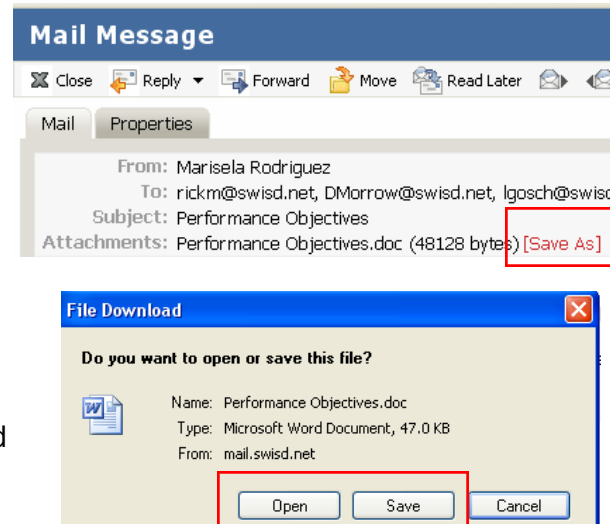 Mail Message
Close Reply Forward Move Read Later
Mail Properties
From: Marisela Rodriguez
To: rickm@swisd.net, DMorrow@swisd.net, lgosch@swisd
Subject: Performance Objectives
Attachments: Performance Objectives.doc (48128 bytes) [Save As]
File Download
Do you want to open or save this file?
Name: Performance Objectives.doc
Type: Microsoft Word Document, 47.0 KB
From: mail.swisd.net
Open Save Cancel